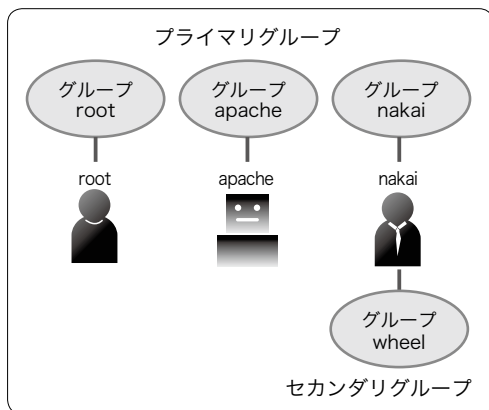 プライマリグループ
グループ
root
グループ
apache
グループ
nakai
root
apache
nakai
グループ
wheel
セカンダリグループ